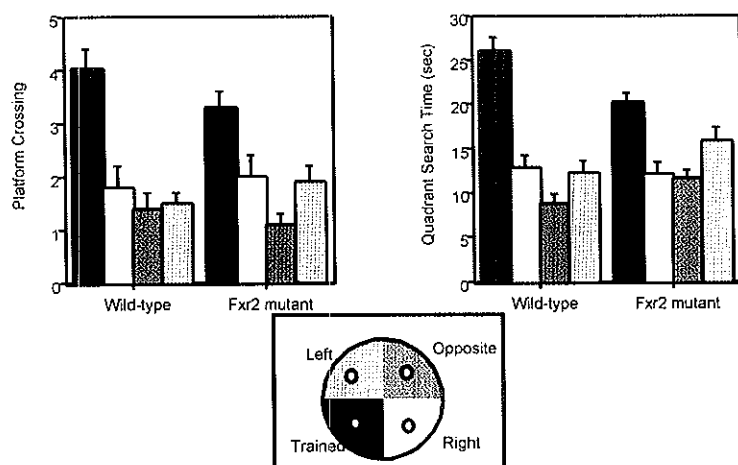 Platform Crossing
5
4
3
2
1
0
Wild-type Fxr2 mutant
Quadrant Search Time (sec)
30
25
20
15
10
5
0
Wild-type Fxr2 mutant
Left Opposite
Trained Right